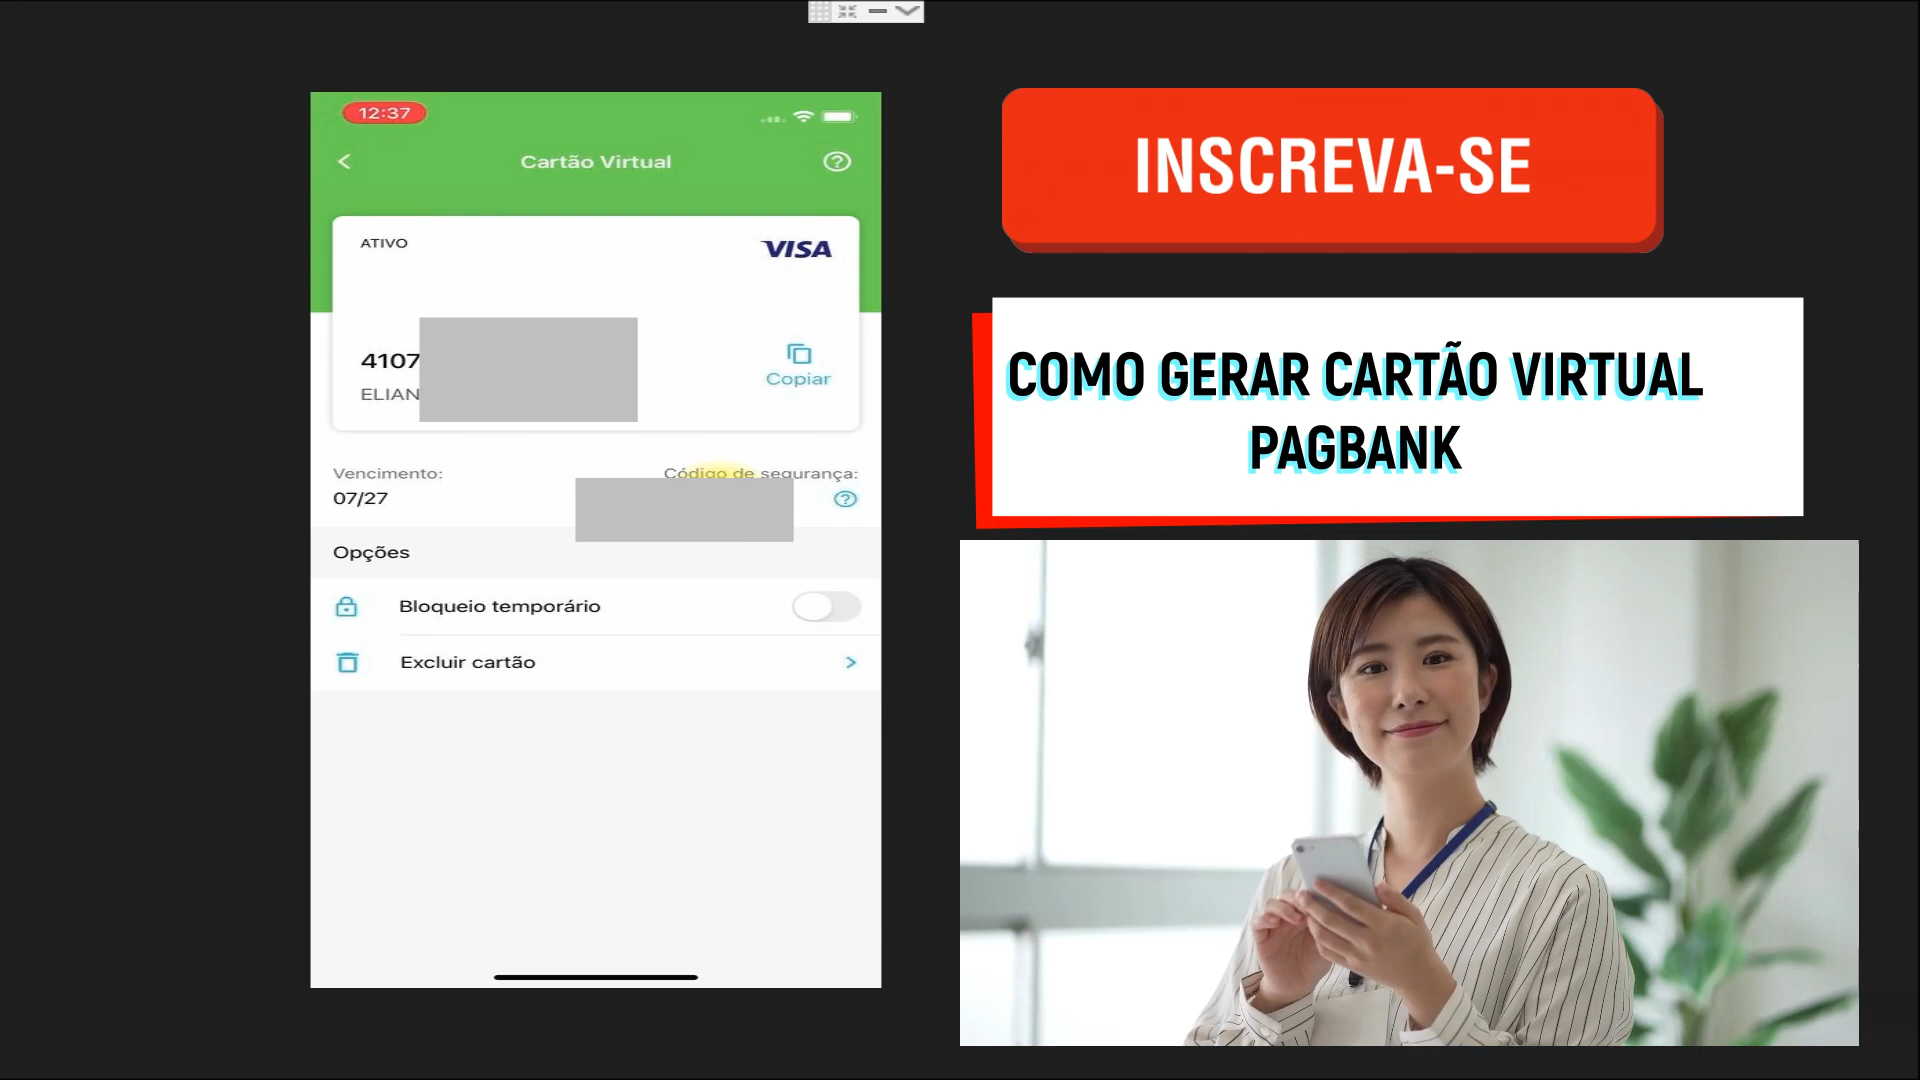 12:37
Cartão Virtual
ATIVO
VISA
4107
ELIAN
Copiar
Vencimento:
Código de segurança:
07/27
Opções
Bloqueio temporário
Excluir cartão
INSCREVA-SE
COMO GERAR CARTÃO VIRTUAL
PAGBANK